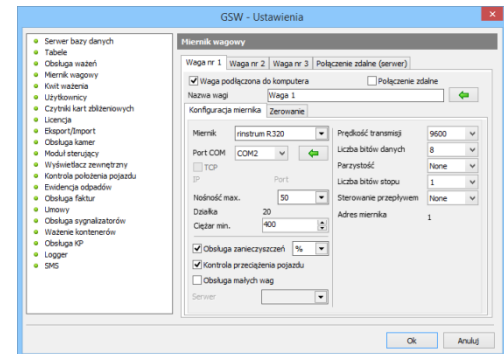 GSW - Ustawienia
Serwer bazy danych
Tabele
Obsługa ważeń
Miernik wagowy
Kwit ważenia
Użytkownicy
Czytniki kart zbliżeniowych
Licencja
Eksport/Import
Obsługa kamer
Moduł sterujący
Wyświetlacz zewnętrzny
Kontrola położenia pojazdu
Ewidencja odpadów
Obsługa faktur
Umowy
Obsługa sygnalizatorów
Ważenie kontenerów
Obsługa KP
Logger
SMS
Miernik wagowy
Waga nr 1 Waga nr 2 Waga nr 3 Połączenie zdalne (serwer)
Waga podłączona do komputera Połączenie zdalne
Nazwa wagi Waga 1
Konfiguracja miernika Zerowanie
Miernik rinstrum R320
Port COM COM2
TCP
IP Port
Nośność max. 50
Działka 20
Ciężar min. 400
Obsługa zanieczyszczeń %
Kontrola przeciążenia pojazdu
Obsługa małych wag
Serwer
Prędkość transmisji 9600
Liczba bitów danych 8
Parzystość None
Liczba bitów stopu 1
Sterowanie przepływem None
Adres miernika 1
Ok Anuluj